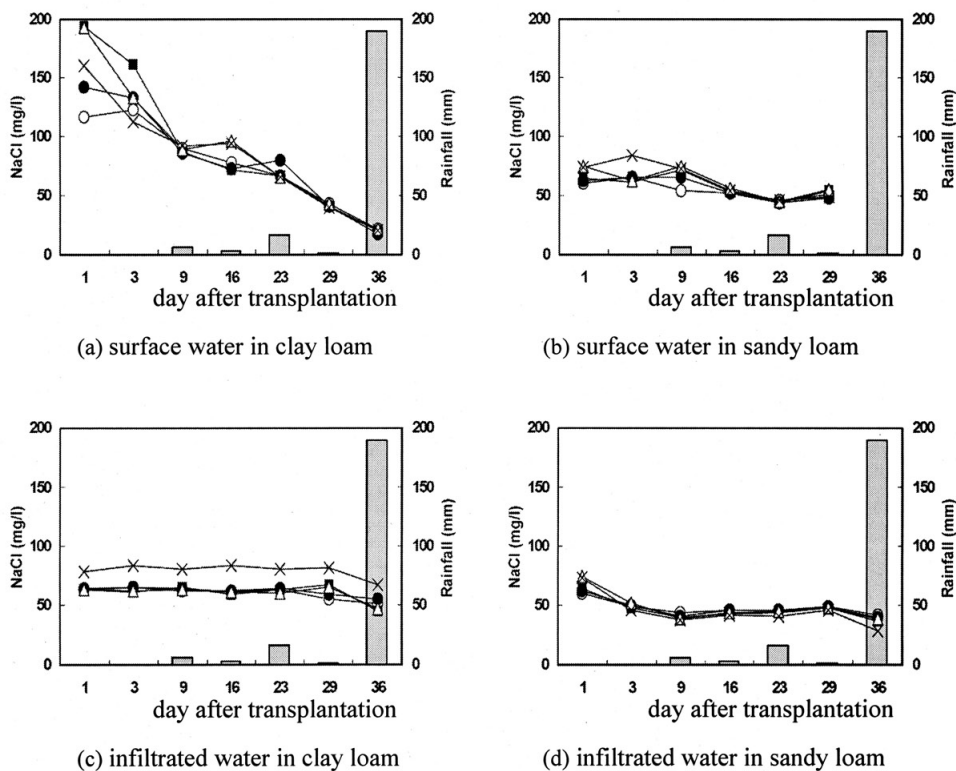 200
150
100
50
0
NaCl (mg/l)
200
150
100
50
0
Rainfall (mm)
1 3 9 16 23 29 36
day after transplantation
(a) surface water in clay loam
200
150
100
50
0
NaCl (mg/l)
200
150
100
50
0
Rainfall (mm)
1 3 9 16 23 29 36
day after transplantation
(b) surface water in sandy loam
200
150
100
50
0
NaCl (mg/l)
200
150
100
50
0
Rainfall (mm)
1 3 9 16 23 29 36
day after transplantation
(c) infiltrated water in clay loam
200
150
100
50
0
NaCl (mg/l)
200
150
100
50
0
Rainfall (mm)
1 3 9 16 23 29 36
day after transplantation
(d) infiltrated water in sandy loam